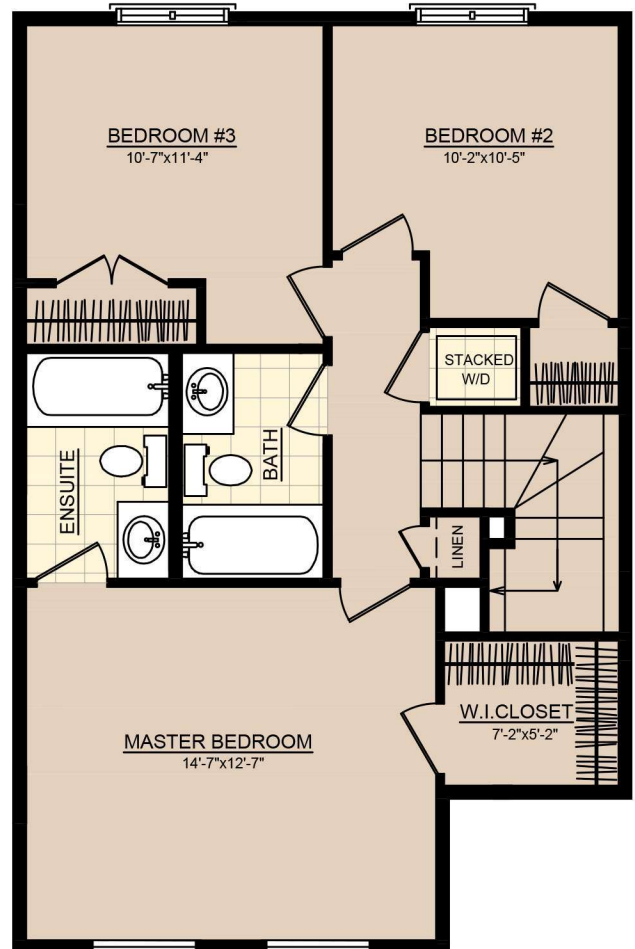 BEDROOM #3
10'-7"x11'-4"
BEDROOM #2
10'-2"x10'-5"
STACKED
W/D
ENSUITE
BATH
LINEN
MASTER BEDROOM
14'-7"x12'-7"
W.I.CLOSET
7'-2"x5'-2"